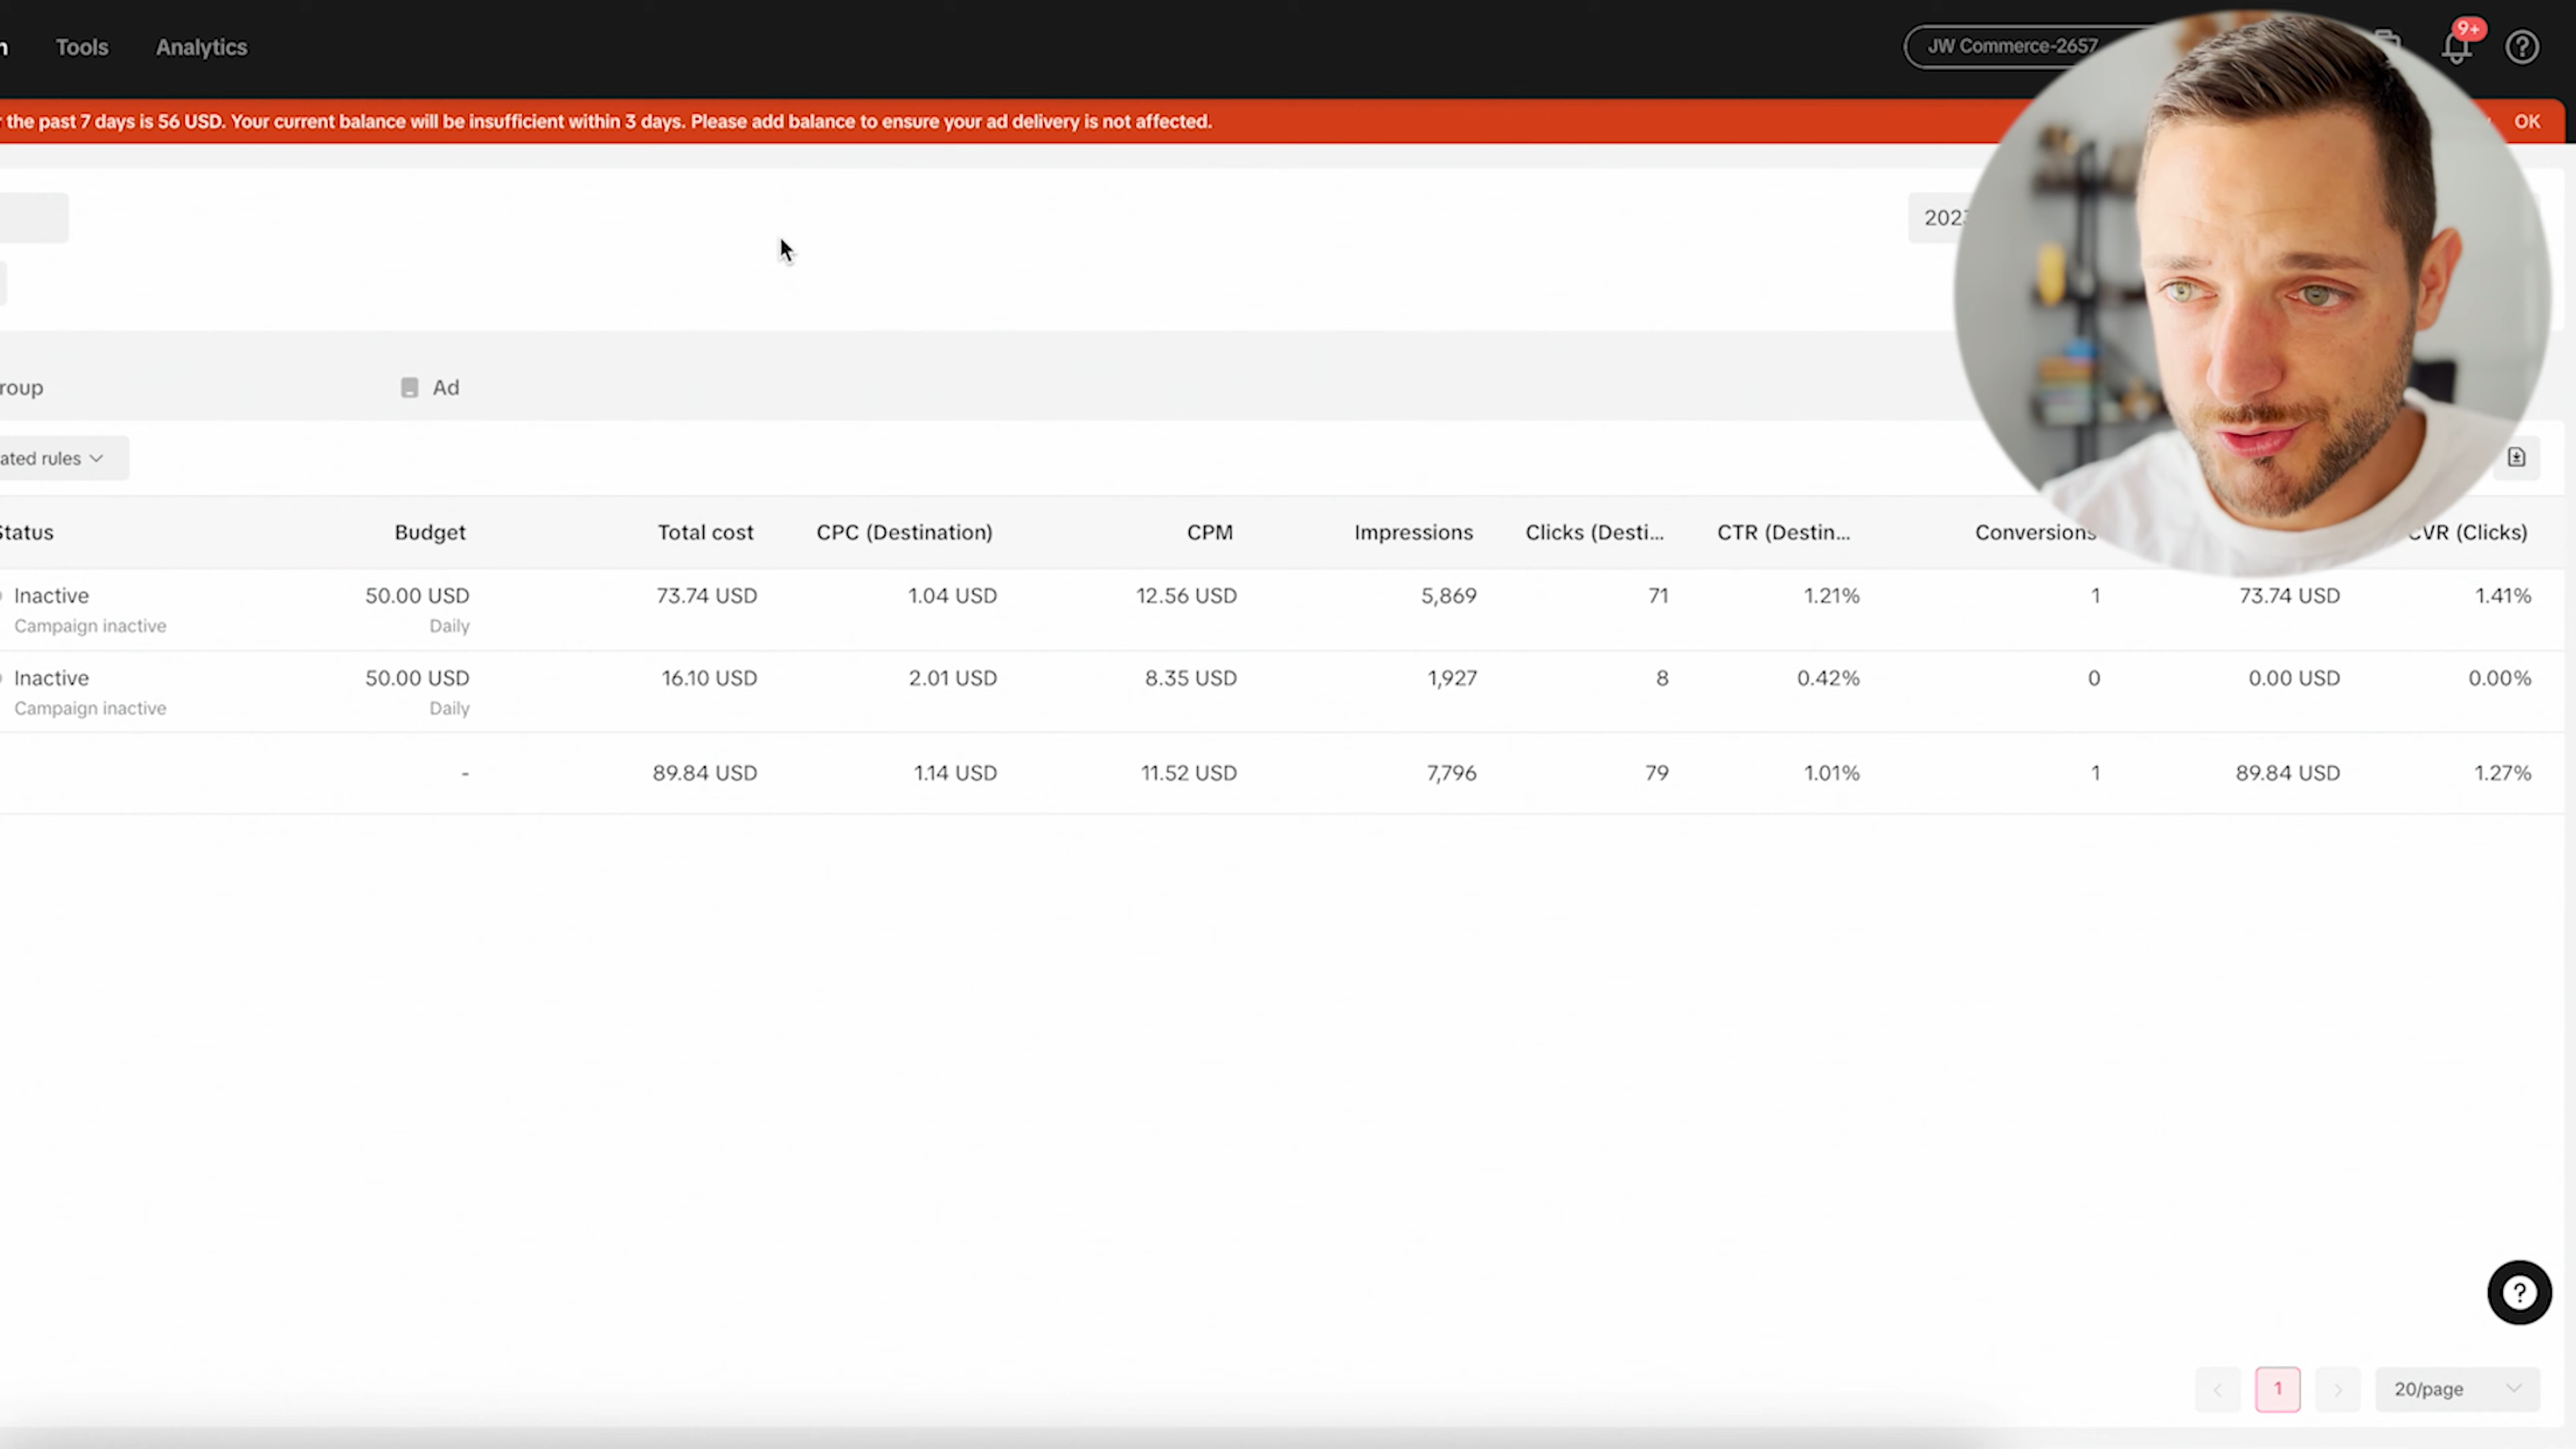 Tools Analytics JW Commerce-2657 9+
the past 7 days is 56 USD. Your current balance will be insufficient within 3 days. Please add balance to ensure your ad delivery is not affected. OK
Ad
rules
Budget Total cost CPC (Destination) CPM Impressions Clicks (Desti... CTR (Destin... Conversions CVR (Clicks)
Inactive 50.00 USD 73.74 USD 1.04 USD 12.56 USD 5,869 71 1.21% 1 73.74 USD 1.41%
Campaign inactive Daily
Inactive 50.00 USD 16.10 USD 2.01 USD 8.35 USD 1,927 8 0.42% 0 0.00 USD 0.00%
Campaign inactive Daily
- 89.84 USD 1.14 USD 11.52 USD 7,796 79 1.01% 1 89.84 USD 1.27%
?
1 20/page